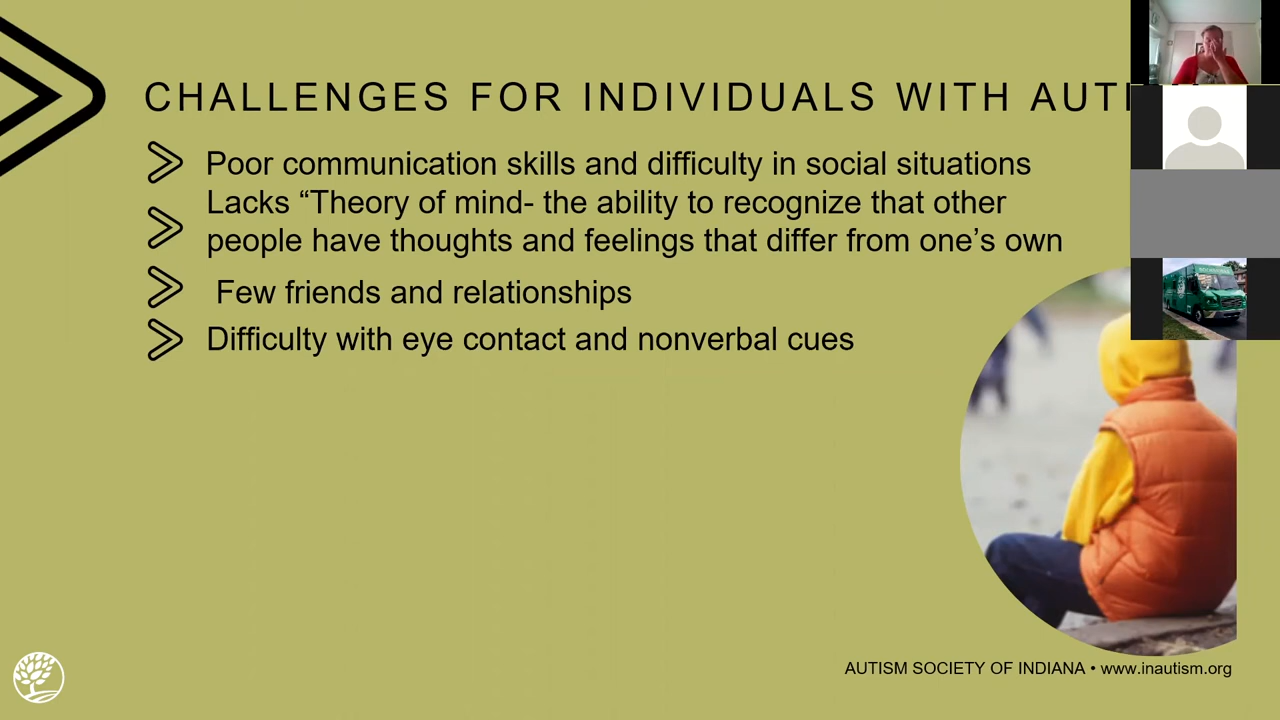 CHALLENGES FOR INDIVIDUALS WITH
Poor communication skills and difficulty in social situations
Lacks “Theory of mind- the ability to recognize that other
people have thoughts and feelings that differ from one’s own
Few friends and relationships
Difficulty with eye contact and nonverbal cues
AUTISM SOCIETY OF INDIANA • www.inautism.org